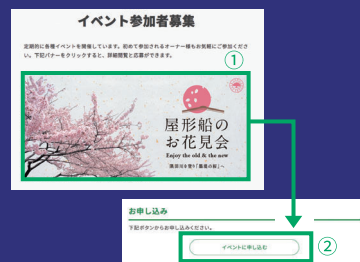 イベント参加者募集
定期的に各種イベントを開催しています。初めて参加されるオーナー様もお気軽にご参加くださ
い。下記バナーをクリックすると、詳細閲覧と応募ができます。
①
屋形船の
お花見会
Enjoy the old & the new
お申し込み
下記ボタンからお申し込みください。
イベントに申し込む
②